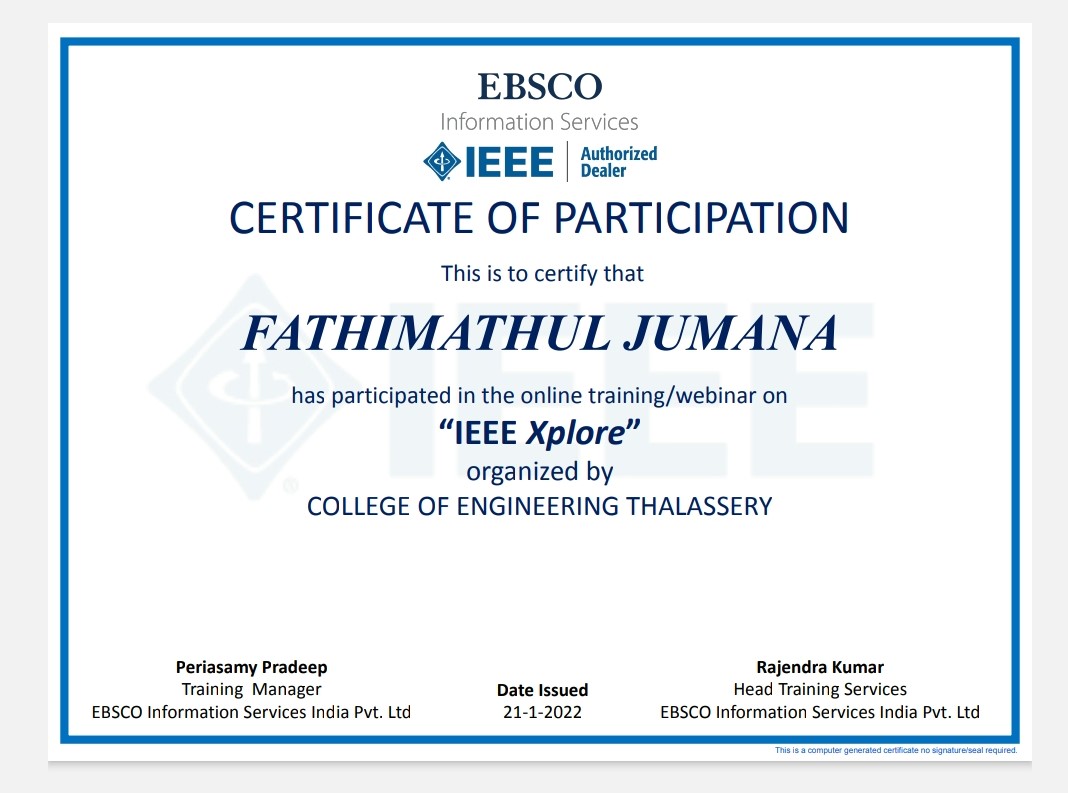 EBSCO
Information Services
IEEE Authorized Dealer
CERTIFICATE OF PARTICIPATION
This is to certify that
FATHIMATHUL JUMANA
has participated in the online training/webinar on
“IEEE Xplore”
organized by
COLLEGE OF ENGINEERING THALASSERY
Periasamy Pradeep
Training Manager
EBSCO Information Services India Pvt. Ltd
Date Issued
21-1-2022
Rajendra Kumar
Head Training Services
EBSCO Information Services India Pvt. Ltd
This is a computer generated certificate no signature/seal required.
IEEE